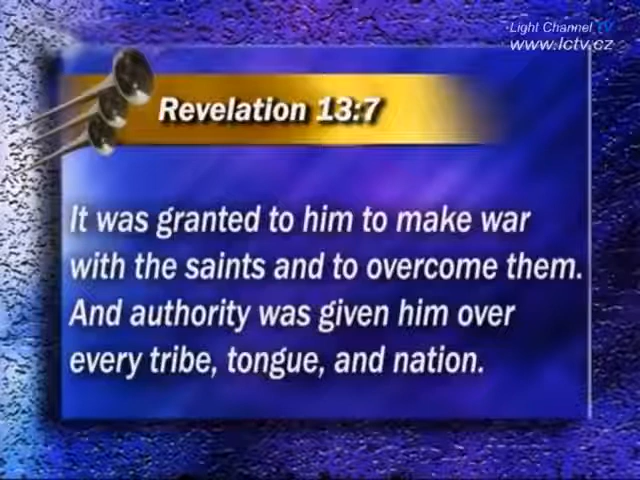 Light Channel TV
www.lctv.cz
Revelation 13:7
It was granted to him to make war
with the saints and to overcome them.
And authority was given him over
every tribe, tongue, and nation.